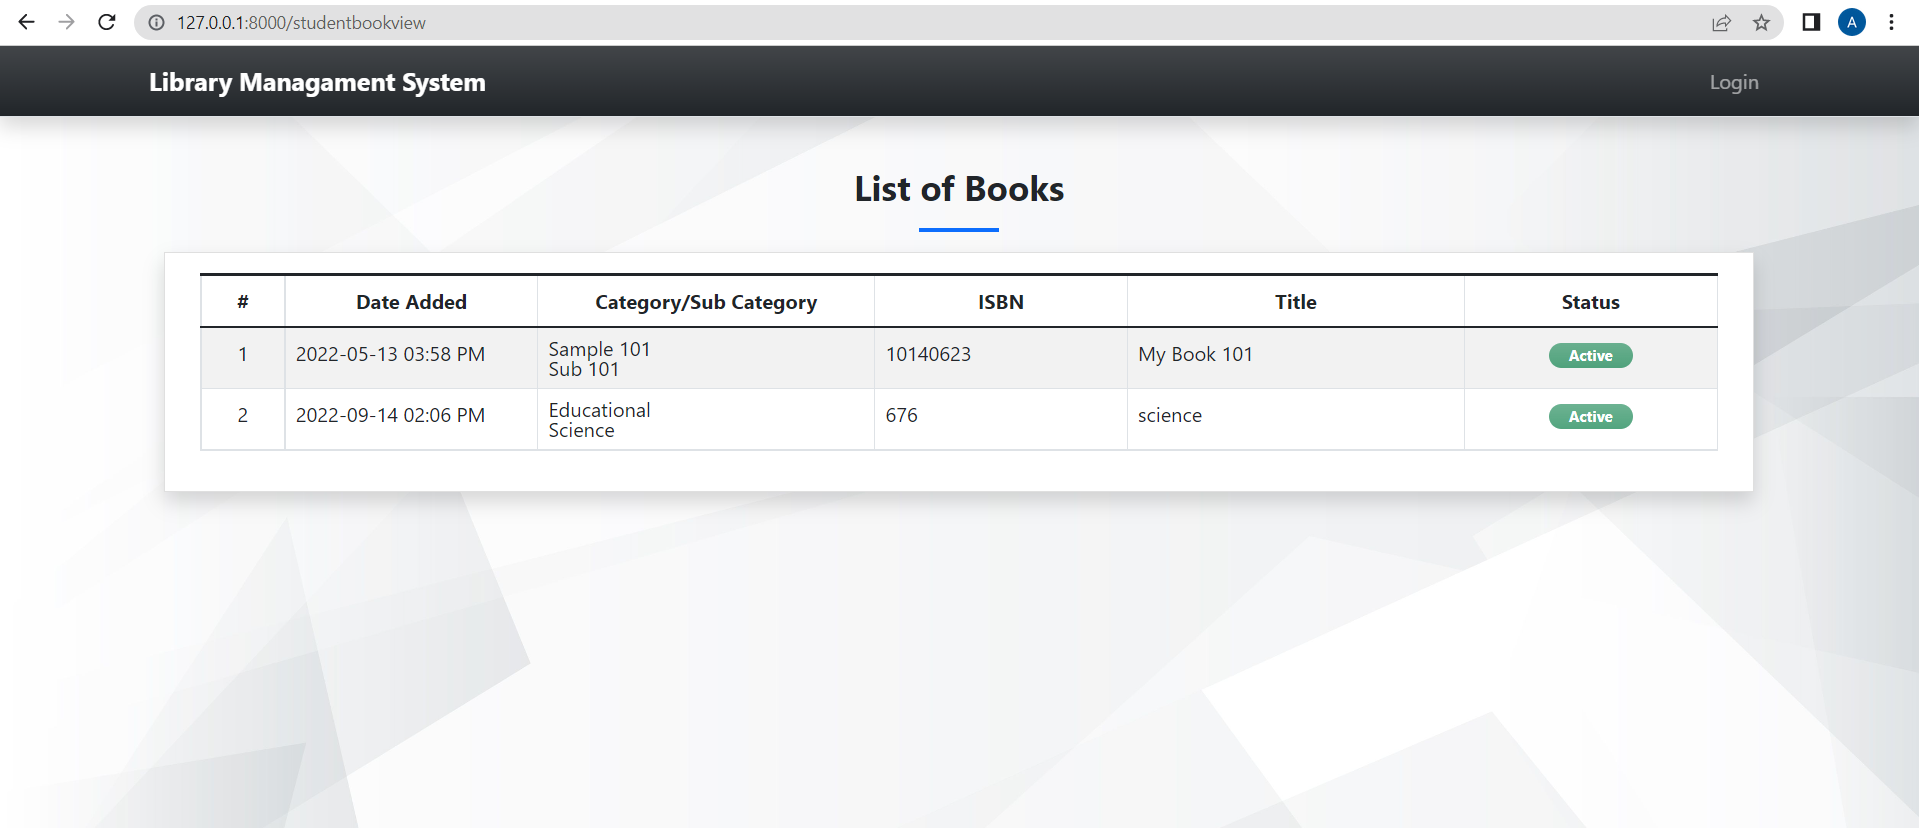 127.0.0.1:8000/studentbookview
A
Library Managament System
Login
List of Books
# Date Added Category/Sub Category ISBN Title Status
1 2022-05-13 03:58 PM Sample 101 10140623 My Book 101 Active
Sub 101
2 2022-09-14 02:06 PM Educational 676 science Active
Science